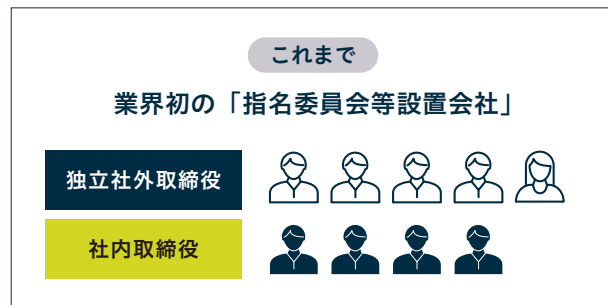 これまで
業界初の「指名委員会等設置会社」
独立社外取締役
社内取締役